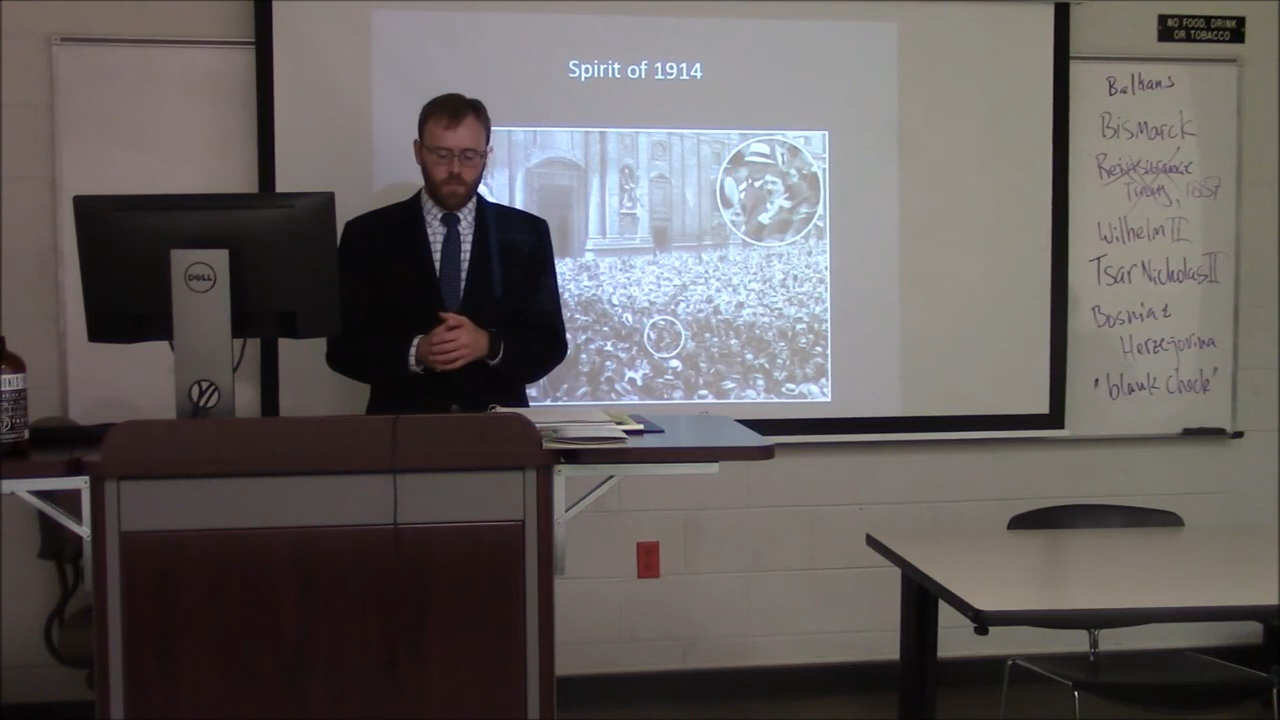 Spirit of 1914
NO FOOD, DRINK
OR TOBACCO
Balkans
Bismarck
Reinsurance
Treaty, 1887
Wilhelm II
Tsar Nicholas II
Bosnia &
Herzegovina
"blank check"
DELL